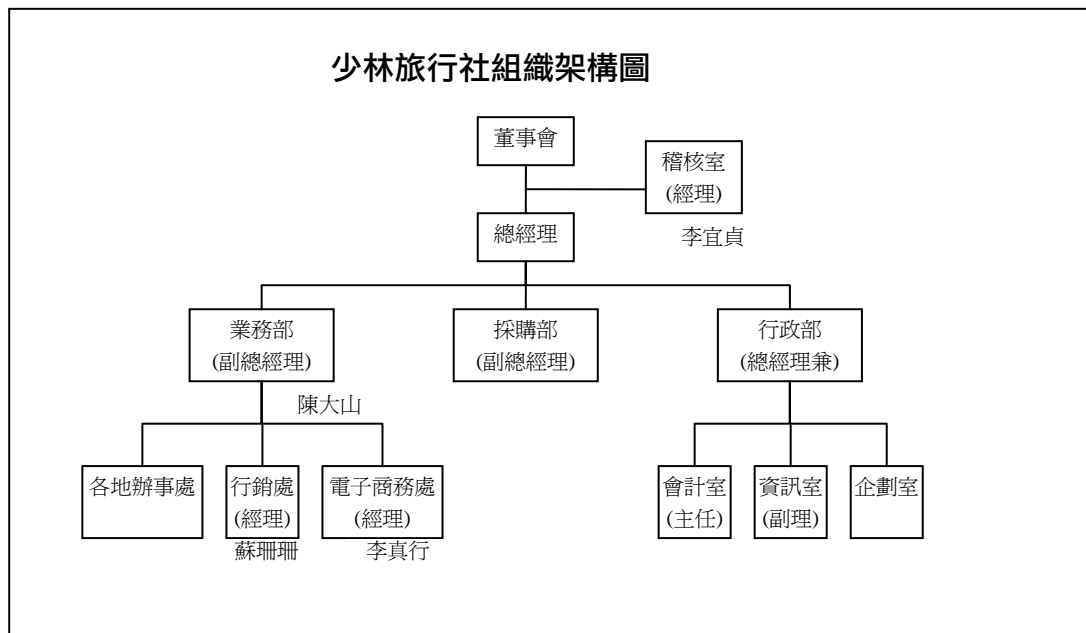 少林旅行社組織架構圖
董事會
稽核室
(經理)
李宜貞
總經理
業務部
(副總經理)
採購部
(副總經理)
行政部
(總經理兼)
陳大山
各地辦事處
行銷處
(經理)
蘇珊珊
電子商務處
(經理)
李真行
會計室
(主任)
資訊室
(副理)
企劃室